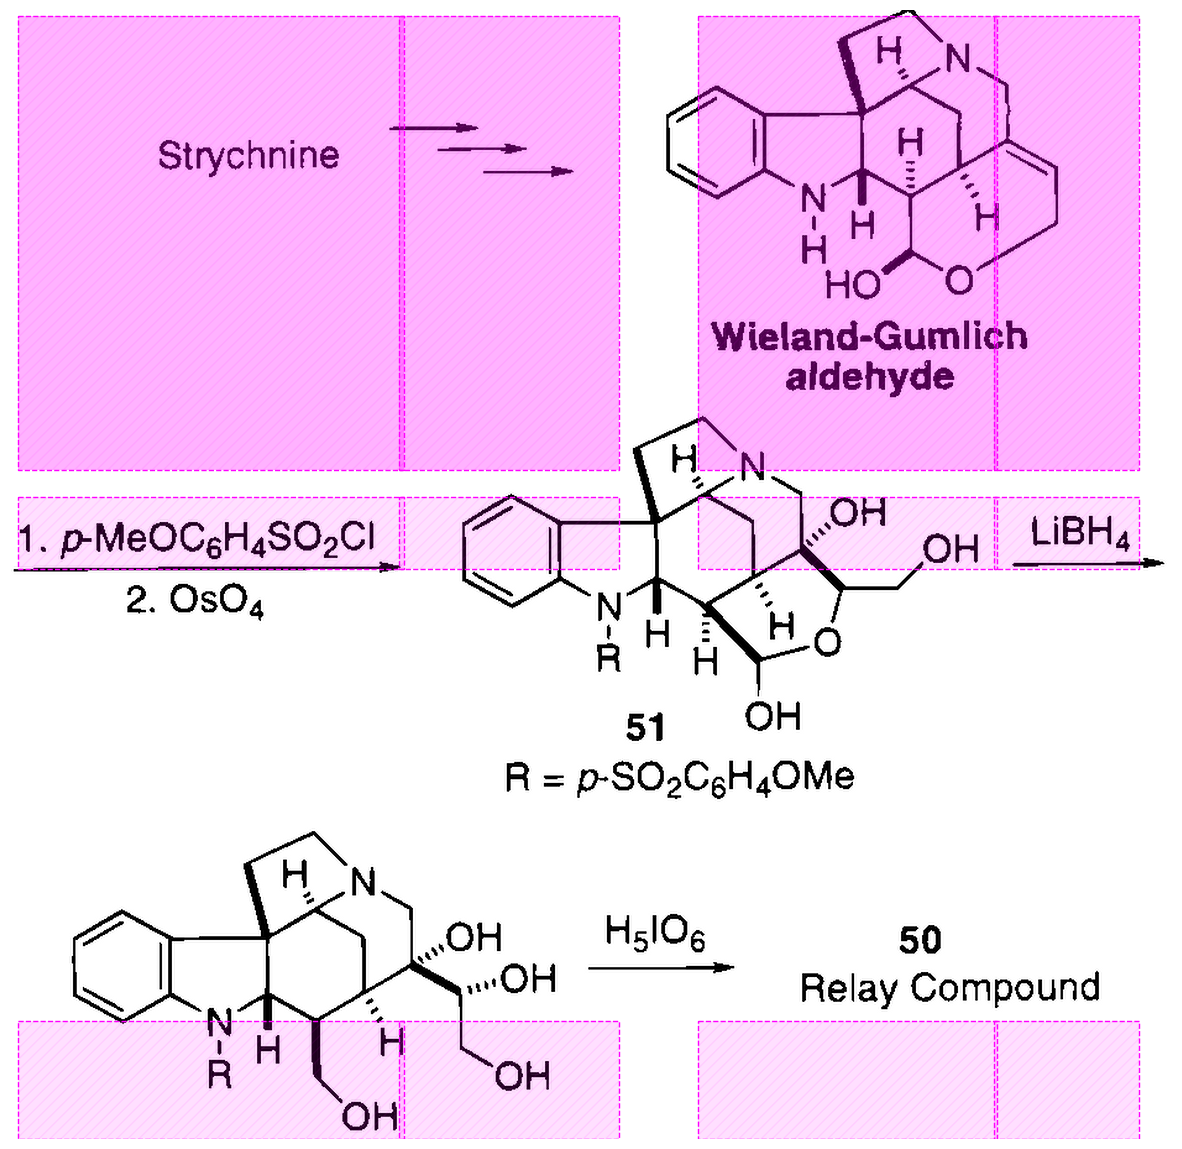 Strychnine
H
N
H
N
H
H
H
HO
O
Wieland-Gumlich
aldehyde
1. p-MeOC6H4SO2Cl
2. OsO4
H
N
OH
OH
N
R
H
H
H
O
OH
LiBH4
51
R = p-SO2C6H4OMe
H
N
OH
OH
N
R
H
H
OH
OH
H5IO6
50
Relay Compound